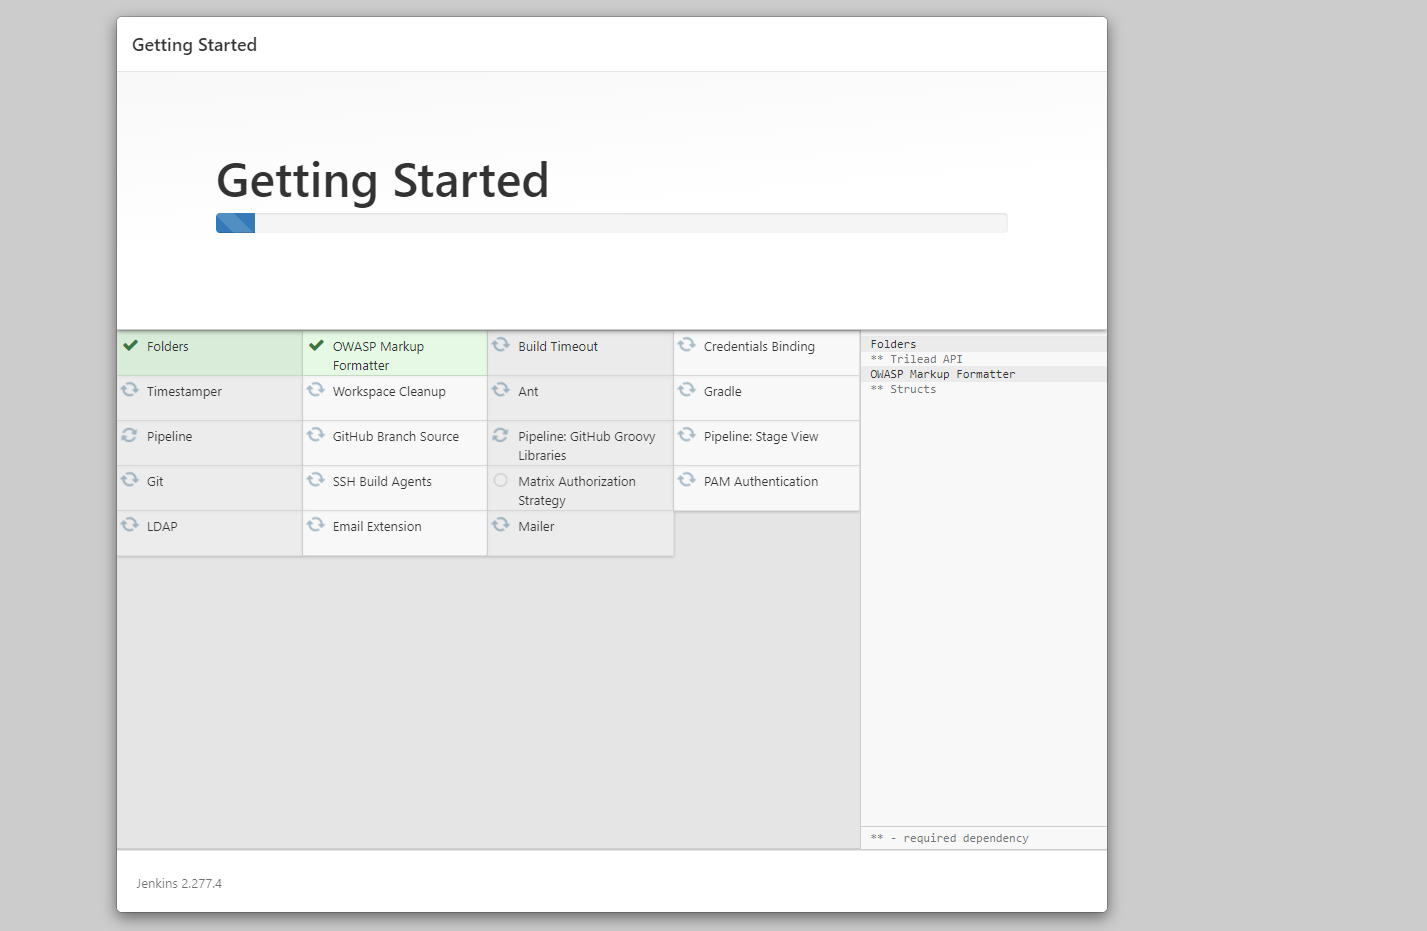 Getting Started
Getting Started
Folders
OWASP Markup
Formatter
Build Timeout
Credentials Binding
Timestamper
Workspace Cleanup
Ant
Gradle
Pipeline
GitHub Branch Source
Pipeline: GitHub Groovy
Libraries
Pipeline: Stage View
Git
SSH Build Agents
Matrix Authorization
Strategy
PAM Authentication
LDAP
Email Extension
Mailer
Folders
** Trilead API
OWASP Markup Formatter
** Structs
** - required dependency
Jenkins 2.277.4